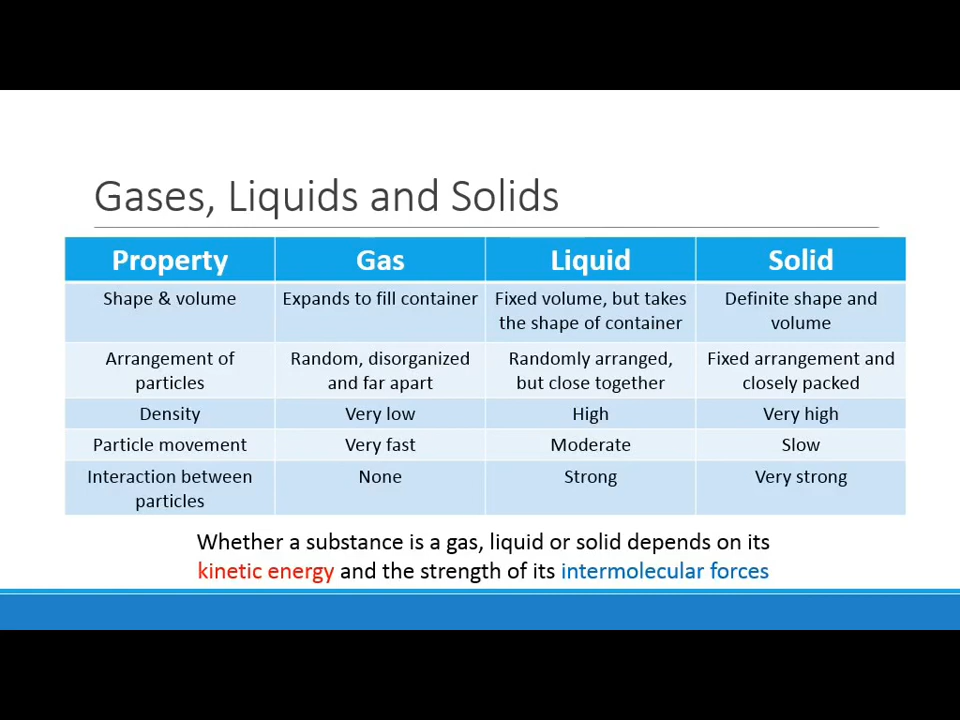 Gases, Liquids and Solids
Property Gas Liquid Solid
Shape & volume Expands to fill container Fixed volume, but takes Definite shape and
the shape of container volume
Arrangement of Random, disorganized Randomly arranged, Fixed arrangement and
particles and far apart but close together closely packed
Density Very low High Very high
Particle movement Very fast Moderate Slow
Interaction between None Strong Very strong
particles
Whether a substance is a gas, liquid or solid depends on its
kinetic energy and the strength of its intermolecular forces